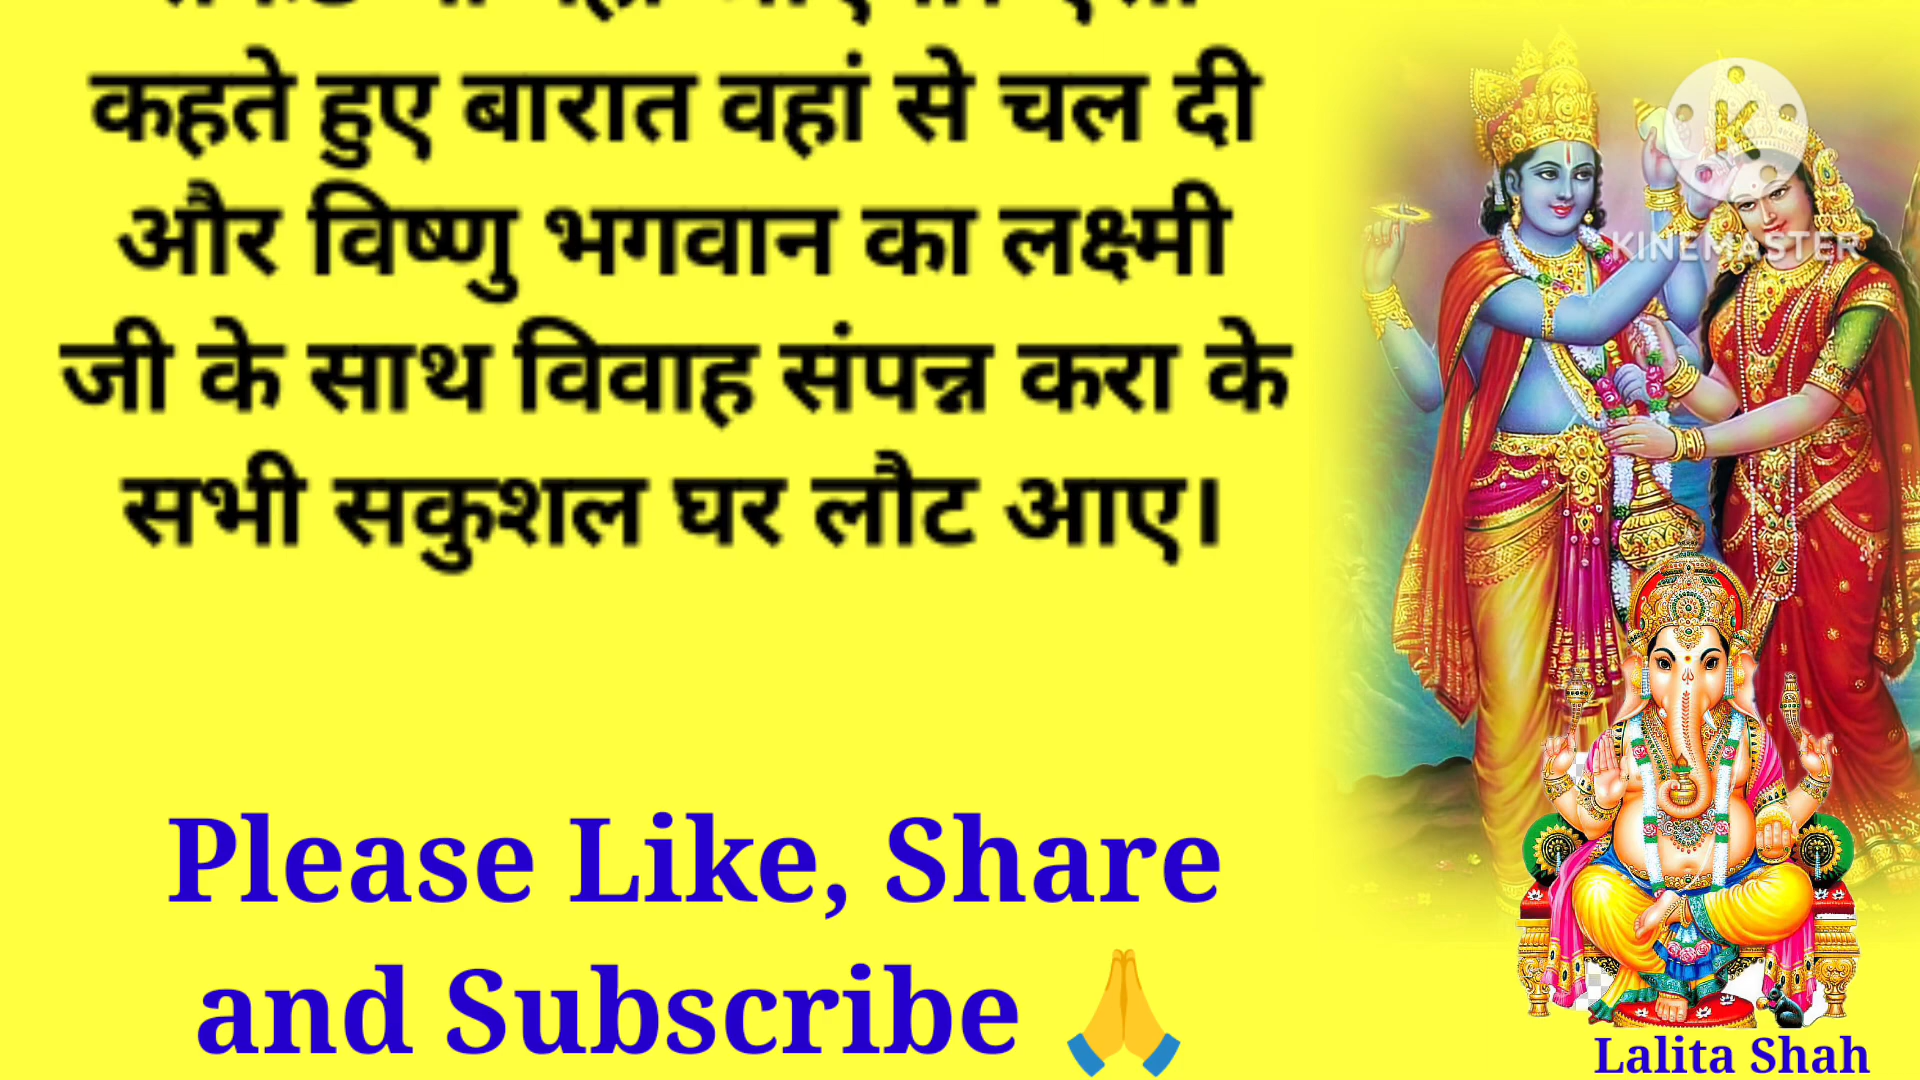 कहते हुए बारात वहां से चल दी
और विष्णु भगवान का लक्ष्मी
जी के साथ विवाह संपन्न करा के
सभी सकुशल घर लौट आए।
Please Like, Share
and Subscribe 🙏
K
KINEMASTER
Lalita Shah